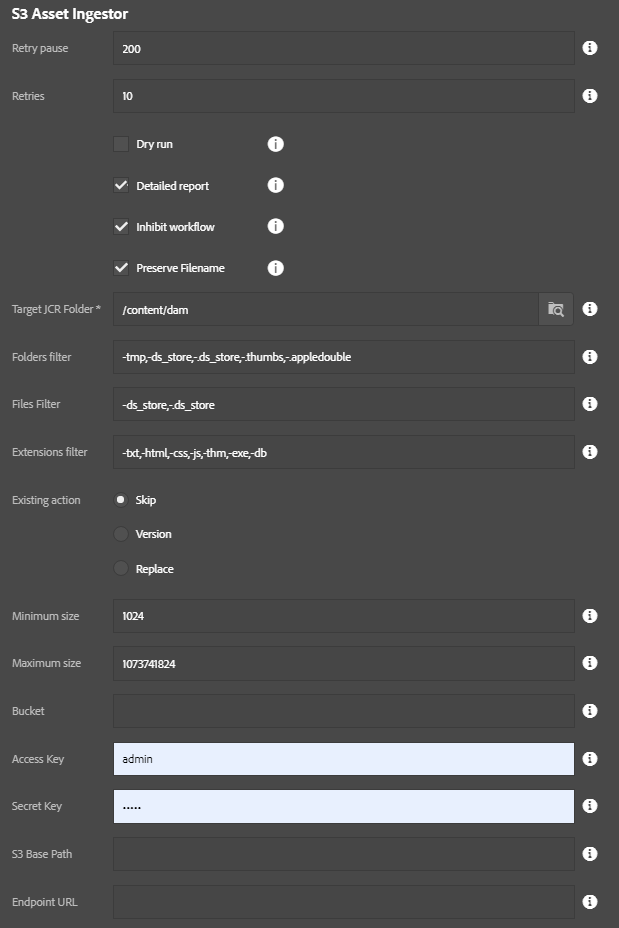 S3 Asset Ingestor
Retry pause 200
Retries 10
Dry run
Detailed report
Inhibit workflow
Preserve Filename
Target JCR Folder * /content/dam
Folders filter -tmp,-ds_store,-.ds_store,-.thumbs,-.appledouble
Files Filter -ds_store,-.ds_store
Extensions filter -txt,-html,-css,-js,-thm,-exe,-db
Existing action Skip
Version
Replace
Minimum size 1024
Maximum size 1073741824
Bucket
Access Key admin
Secret Key •••••
S3 Base Path
Endpoint URL